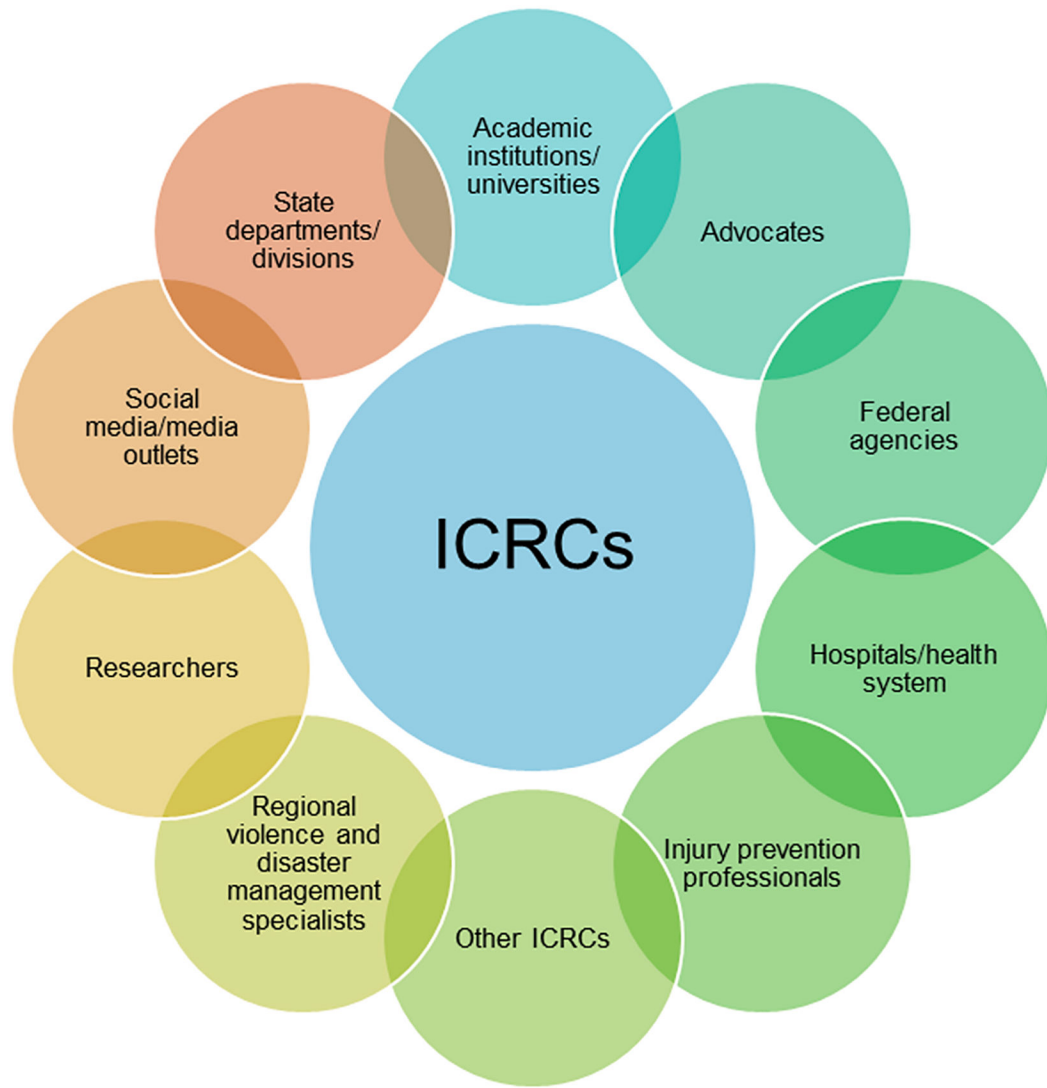 Academic
institutions/
universities
Advocates
Federal
agencies
Hospitals/health
system
Injury prevention
professionals
Other ICRCs
Regional
violence and
disaster
management
specialists
Researchers
Social
media/media
outlets
State
departments/
divisions
ICRCs